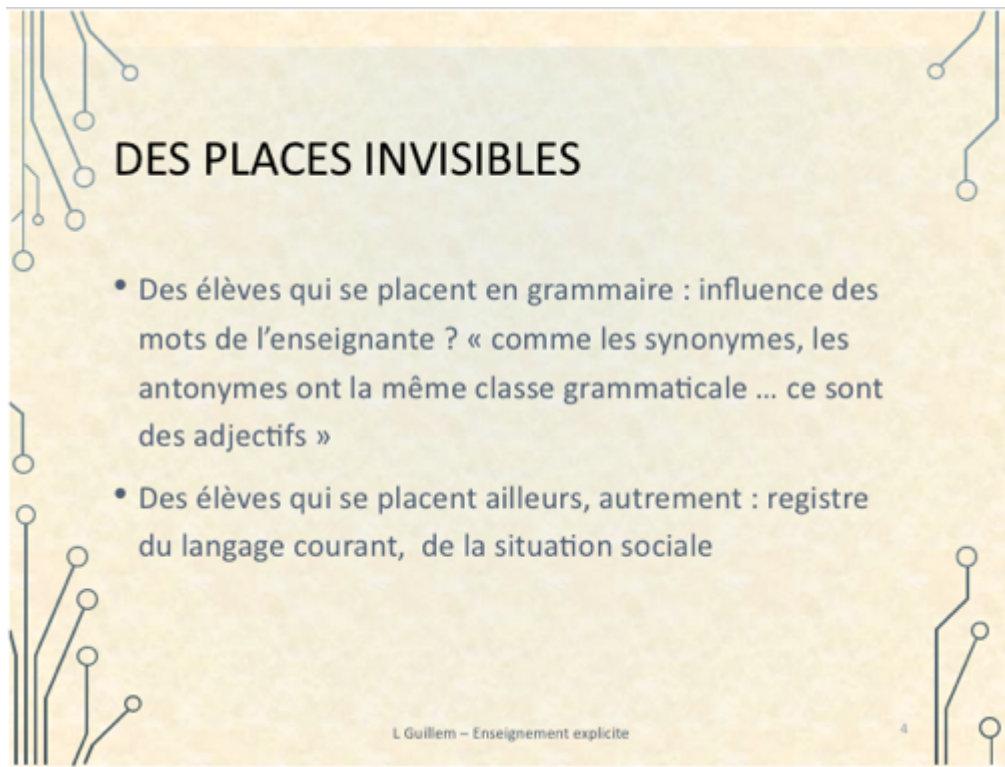 DES PLACES INVISIBLES
• Des élèves qui se placent en grammaire : influence des
mots de l’enseignante ? « comme les synonymes, les
antonymes ont la même classe grammaticale ... ce sont
des adjectifs »
• Des élèves qui se placent ailleurs, autrement : registre
du langage courant,  de la situation sociale
L Guillem – Enseignement explicite
4